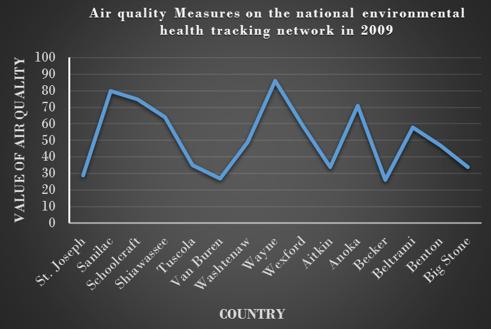 Air quality Measures on the national environmental
health tracking network in 2009
VALUE OF AIR QUALITY
100
90
80
70
60
50
40
30
20
10
0
St. Joseph
Sanilac
Schoolcraft
Shiawassee
Tuscola
Van Buren
Washtenaw
Wayne
Wexford
Aitkin
Anoka
Becker
Beltrami
Benton
Big Stone
COUNTRY